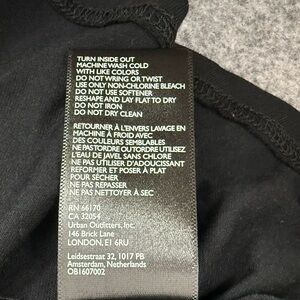 TURN INSIDE OUT
MACHINE WASH COLD
WITH LIKE COLORS
DO NOT WRING OR TWIST
USE ONLY NON-CHLORINE BLEACH
DO NOT USE SOFTENER
RESHAPE AND LAY FLAT TO DRY
DO NOT IRON
DO NOT DRY CLEAN
RETOURNER À L'ENVERS LAVAGE EN
MACHINE À FROID AVEC
DES COULEURS SEMBLABLES
NE PAS TORDRE OUTORDRE UTILISEZ
L'EAU DE JAVEL SANS CHLORE
NE PAS UTILISER D'ADOUCISSANT
REFORMER ET POSER À PLAT
POUR SÉCHER
NE PAS REPASSER
NE PAS NETTOYER À SEC
RN 66170
CA 32054
Urban Outfitters, Inc.
146 Brick Lane
LONDON, E1 6RU
Leidsestraat 32, 1017 PB
Amsterdam, Netherlands
OB1607002